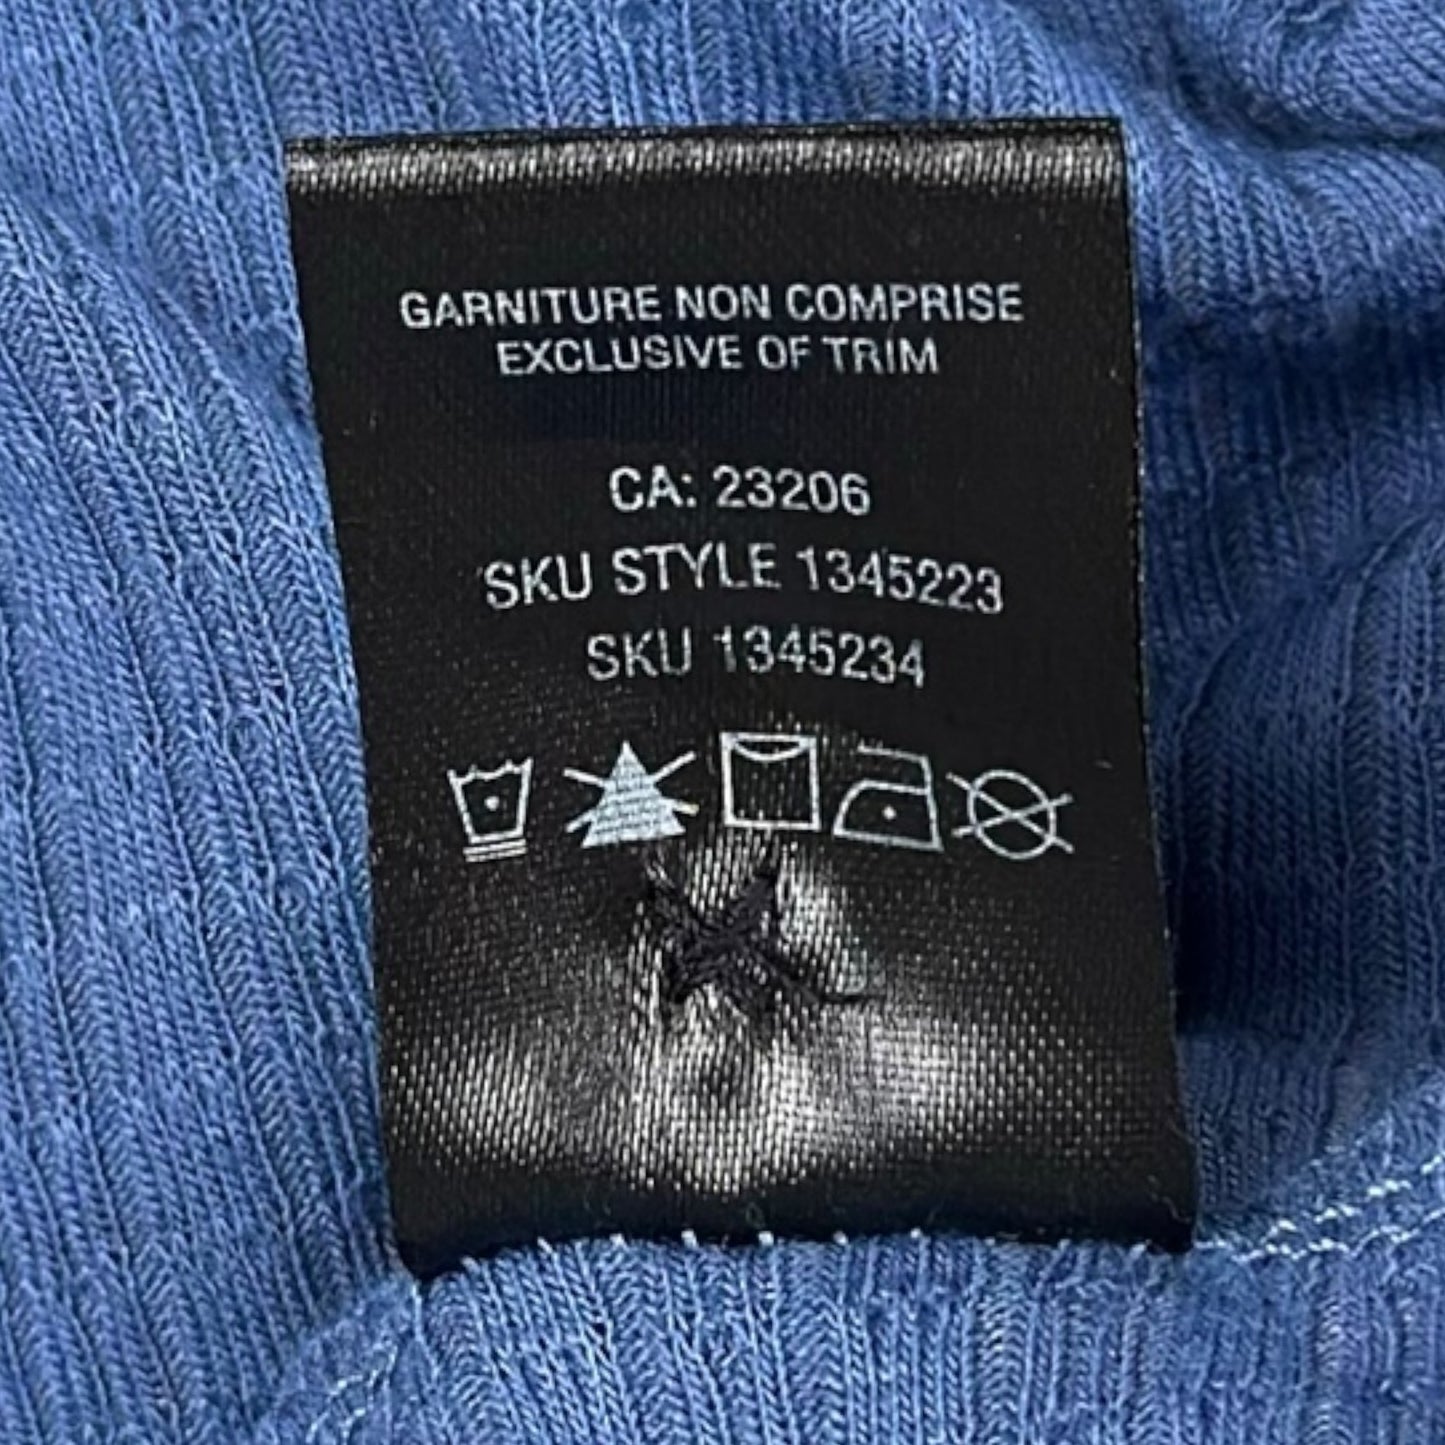 GARNITURE NON COMPRISE
EXCLUSIVE OF TRIM
CA: 23206
SKU STYLE 1345223
SKU 1345234